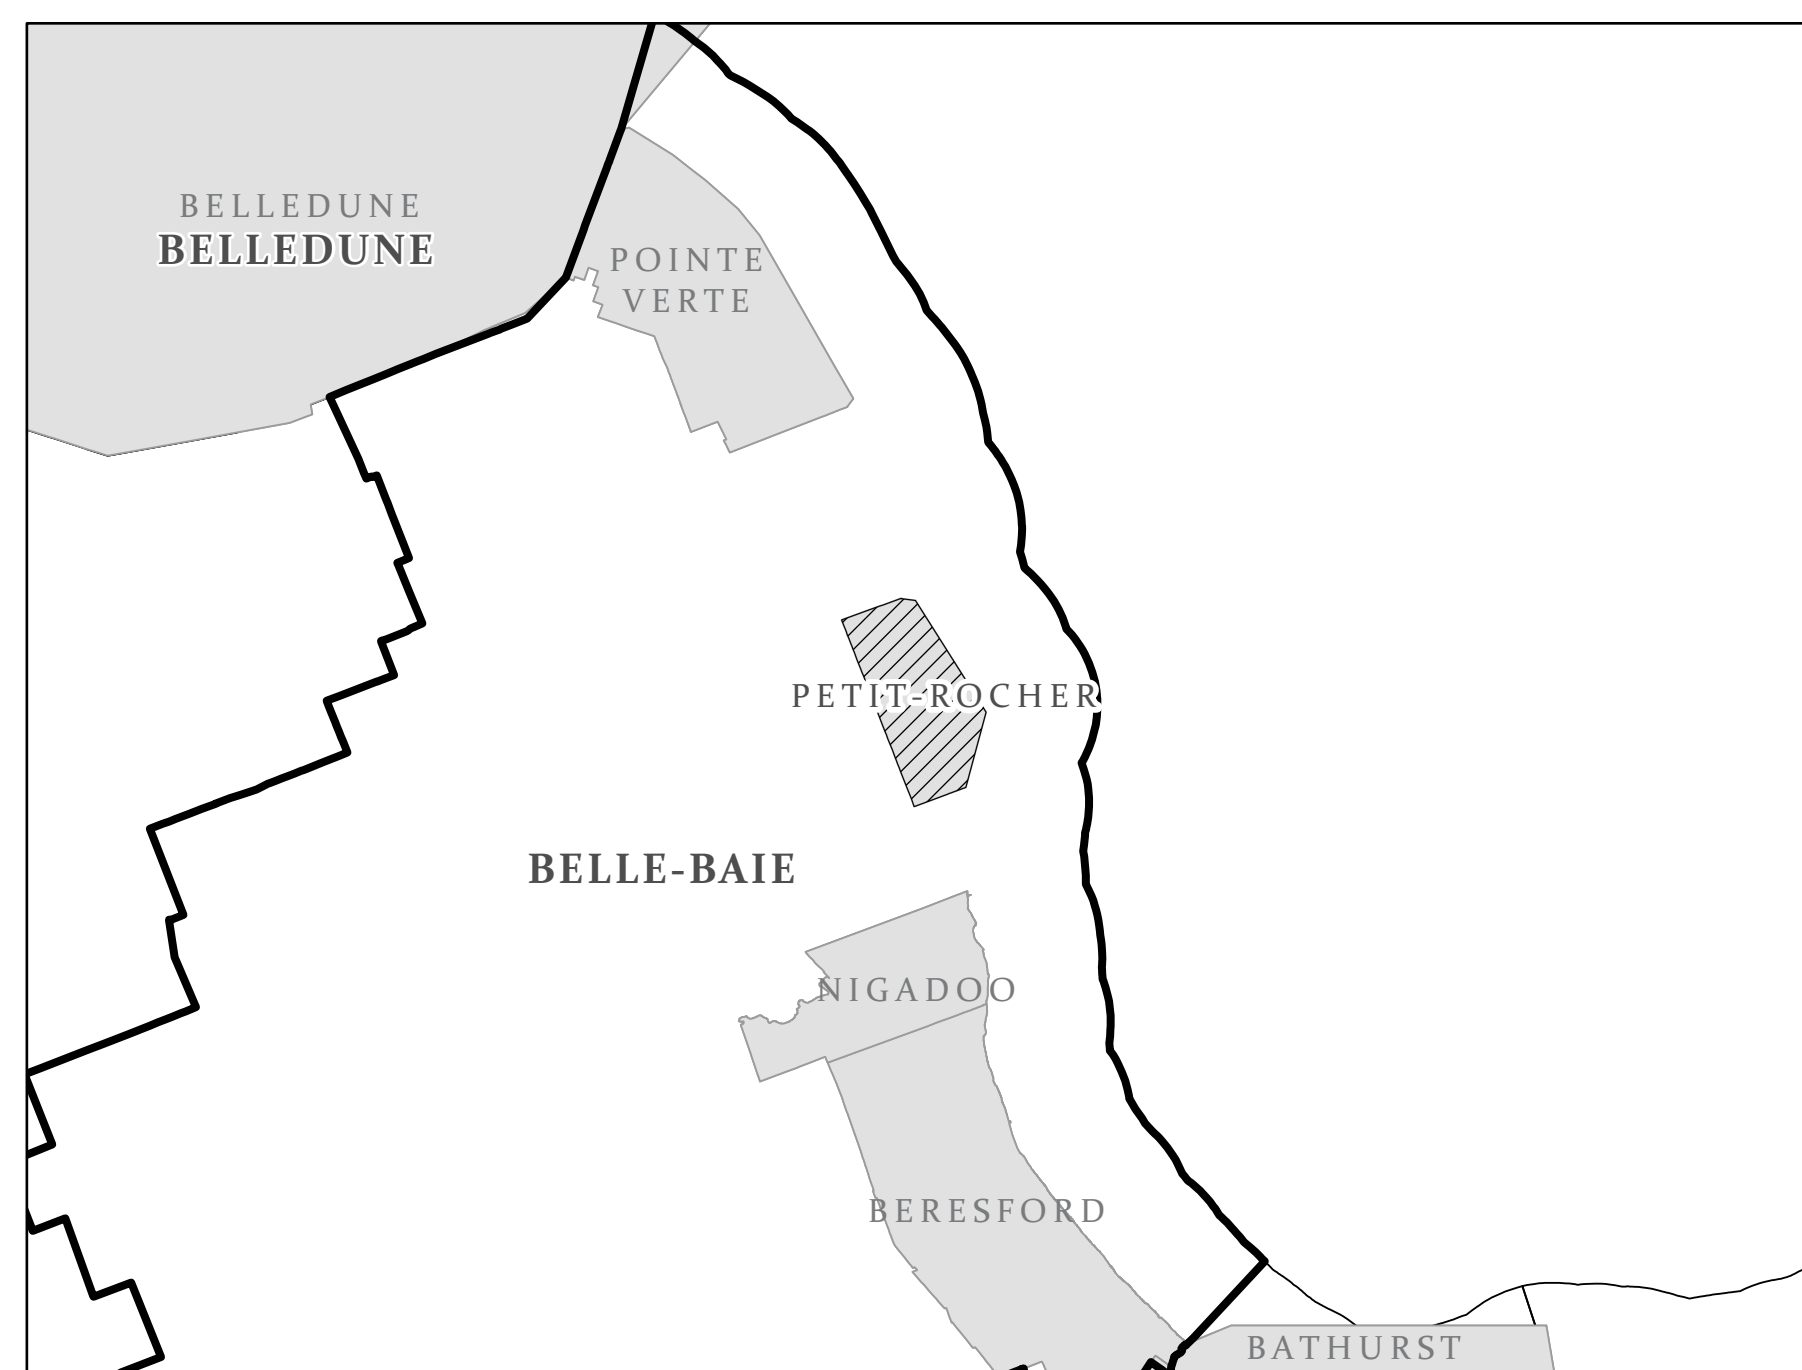 BELLEDUNE
BELLEDUNE
POINTE
VERTE
PETIT-ROCHER
BELLE-BAIE
NIGADOO
BERESFORD
BATHURST